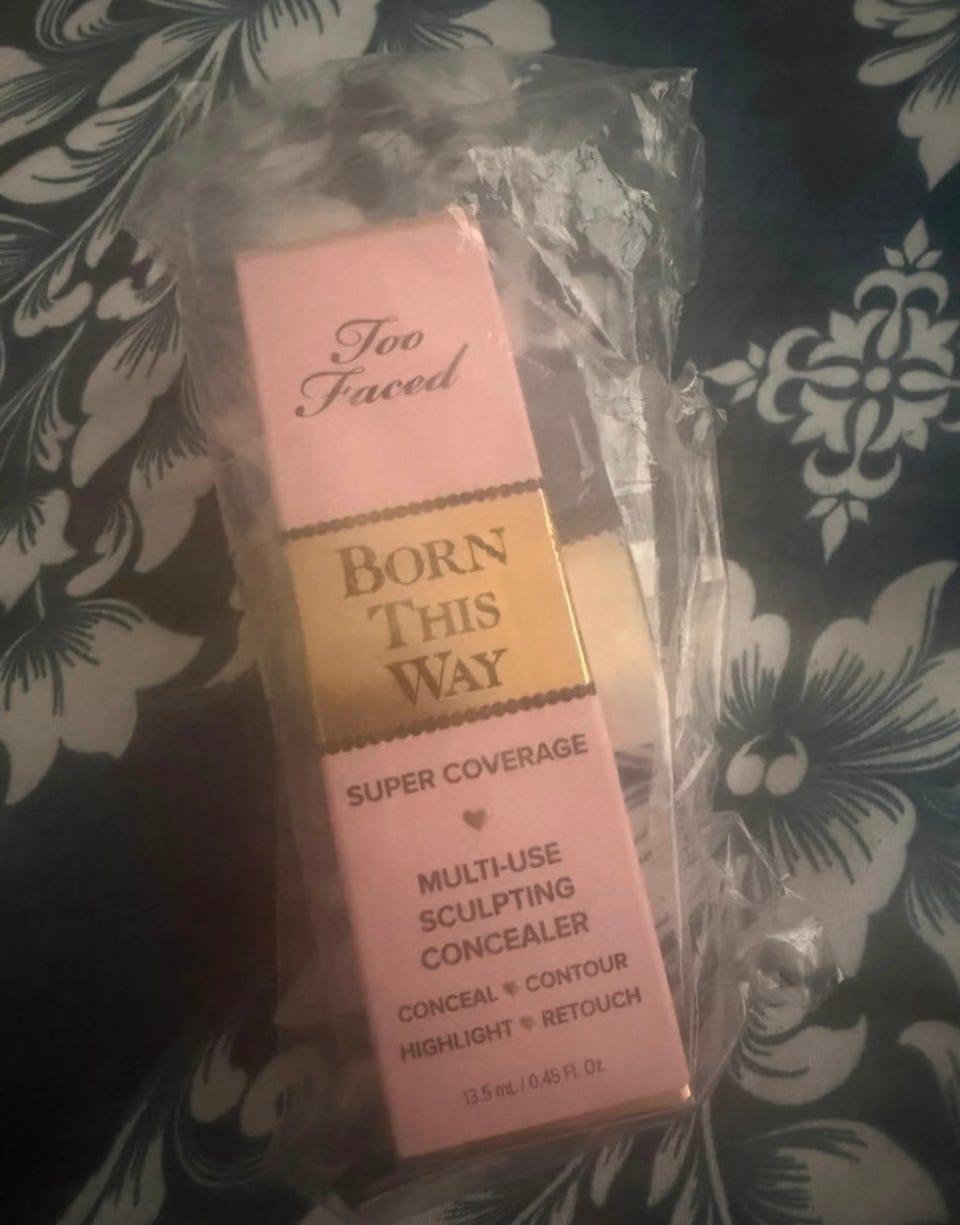 Too
Faced
BORN
THIS
WAY
SUPER COVERAGE
MULTI-USE
SCULPTING
CONCEALER
CONCEAL ♥ CONTOUR
HIGHLIGHT ♥ RETOUCH
13.5 mL / 0.45 Fl. Oz.